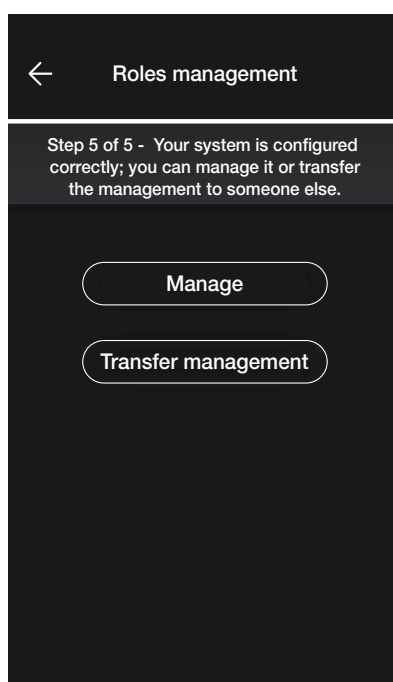 Roles management
Step 5 of 5 - Your system is configured
correctly; you can manage it or transfer
the management to someone else.
Manage
Transfer management